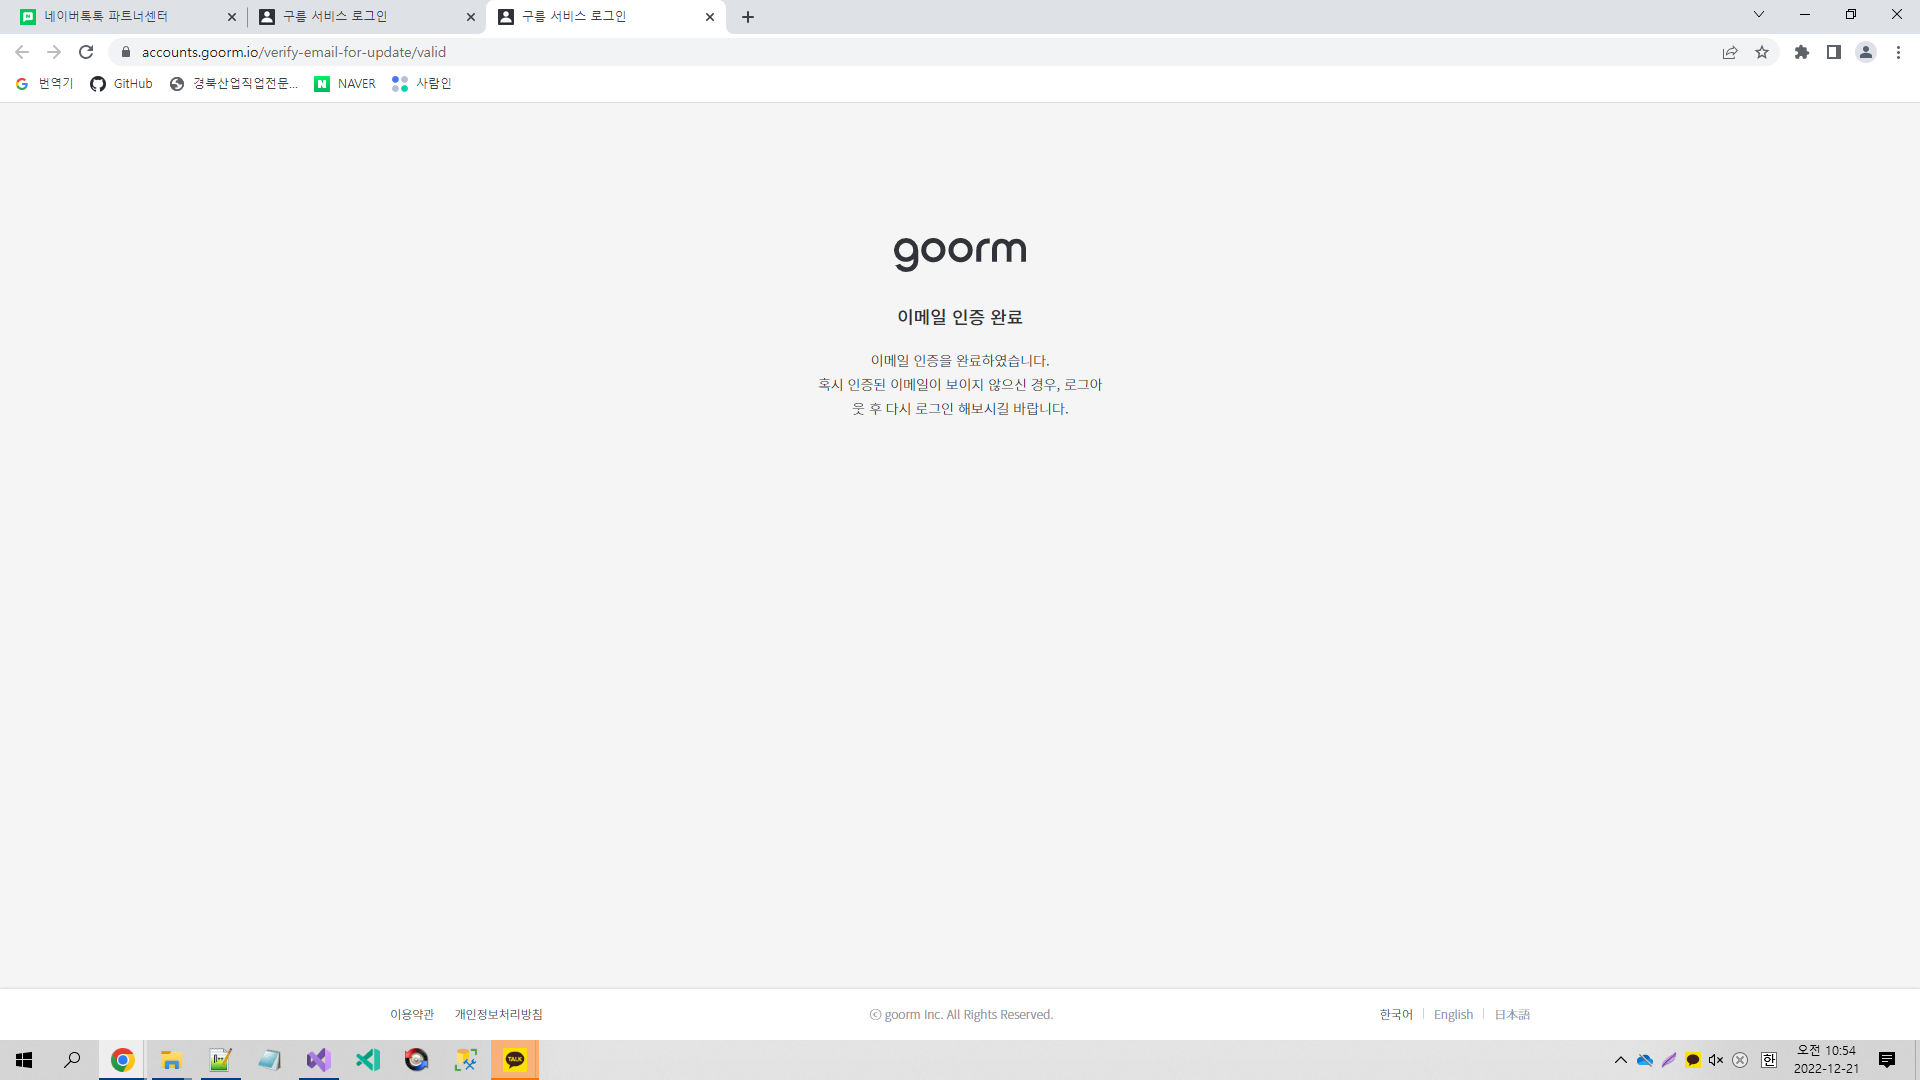 네이버톡톡 파트너센터
구름 서비스 로그인
구름 서비스 로그인
accounts.goorm.io/verify-email-for-update/valid
번역기
GitHub
경북산업직업전문...
NAVER
사람인
goorm
이메일 인증 완료
이메일 인증을 완료하였습니다.
혹시 인증된 이메일이 보이지 않으신 경우, 로그아
웃 후 다시 로그인 해보시길 바랍니다.
이용약관 개인정보처리방침
ⓒ goorm Inc. All Rights Reserved.
한국어 English 日本語
TALK
한
오전 10:54
2022-12-21